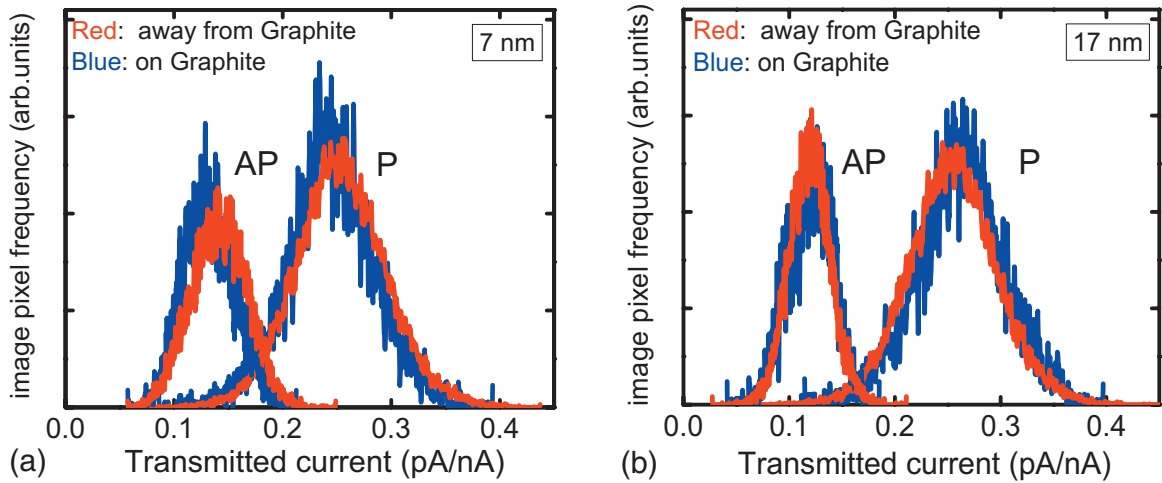 Red: away from Graphite
Blue: on Graphite
7 nm
AP
P
image pixel frequency (arb.units)
0.0 0.1 0.2 0.3 0.4
(a) Transmitted current (pA/nA)
Red: away from Graphite
Blue: on Graphite
17 nm
AP
P
image pixel frequency (arb.units)
0.0 0.1 0.2 0.3 0.4
(b) Transmitted current (pA/nA)